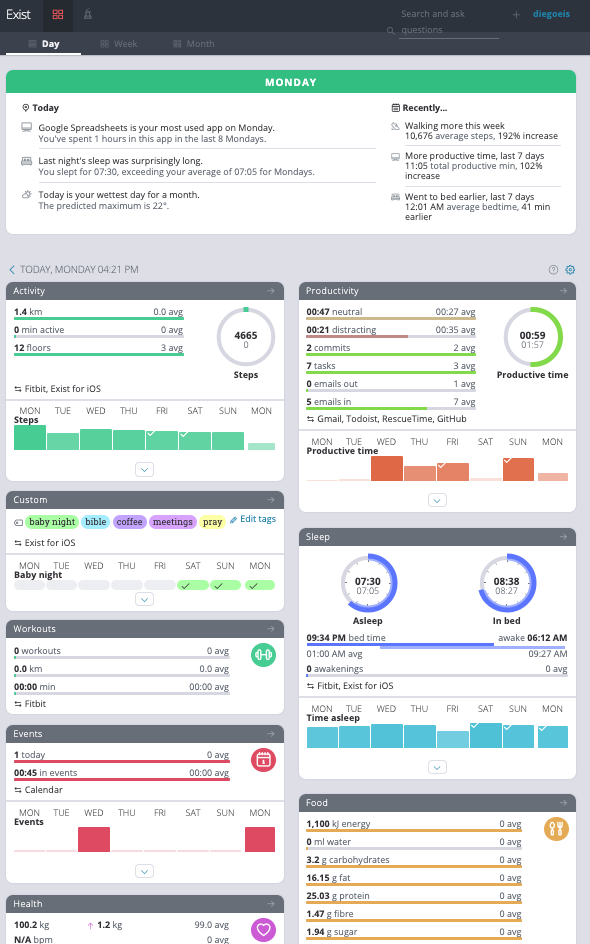 Exist
Search and ask questions
diegoeis
Day Week Month
MONDAY
Today
Google Spreadsheets is your most used app on Monday.
You've spent 1 hours in this app in the last 8 Mondays.
Last night's sleep was surprisingly long.
You slept for 07:30, exceeding your average of 07:05 for Mondays.
Today is your wettest day for a month.
The predicted maximum is 22°.
Recently...
Walking more this week
10,676 average steps, 192% increase
More productive time, last 7 days
11:05 total productive min, 102%
increase
Went to bed earlier, last 7 days
12:01 AM average bedtime, 41 min
earlier
TODAY, MONDAY 04:21 PM
Activity
1.4 km 0.0 avg
0 min active 0 avg
12 floors 3 avg
4665
0
Steps
Fitbit, Exist for iOS
MON TUE WED THU FRI SAT SUN MON
Steps
Custom
baby night bible coffee meetings pray Edit tags
Exist for iOS
MON TUE WED THU FRI SAT SUN MON
Baby night
Workouts
0 workouts 0 avg
0.0 km 0.0 avg
00:00 min 00:00 avg
Fitbit
Events
1 today 0 avg
00:45 in events 00:00 avg
Calendar
MON TUE WED THU FRI SAT SUN MON
Events
Health
100.2 kg ↑ 1.2 kg 99.0 avg
N/A bpm 0 avg
Productivity
00:47 neutral 00:27 avg
00:21 distracting 00:35 avg
2 commits 2 avg
7 tasks 3 avg
0 emails out 1 avg
5 emails in 7 avg
00:59
01:57
Productive time
Gmail, Todoist, RescueTime, GitHub
MON TUE WED THU FRI SAT SUN MON
Productive time
Sleep
07:30
07:05
Asleep
08:38
08:27
In bed
09:34 PM bed time awake 06:12 AM
01:00 AM avg 09:27 AM
0 awakenings 0 avg
Fitbit, Exist for iOS
MON TUE WED THU FRI SAT SUN MON
Time asleep
Food
1,100 kJ energy 0 avg
0 ml water 0 avg
3.2 g carbohydrates 0 avg
16.15 g fat 0 avg
25.03 g protein 0 avg
1.47 g fibre 0 avg
1.94 g sugar 0 avg